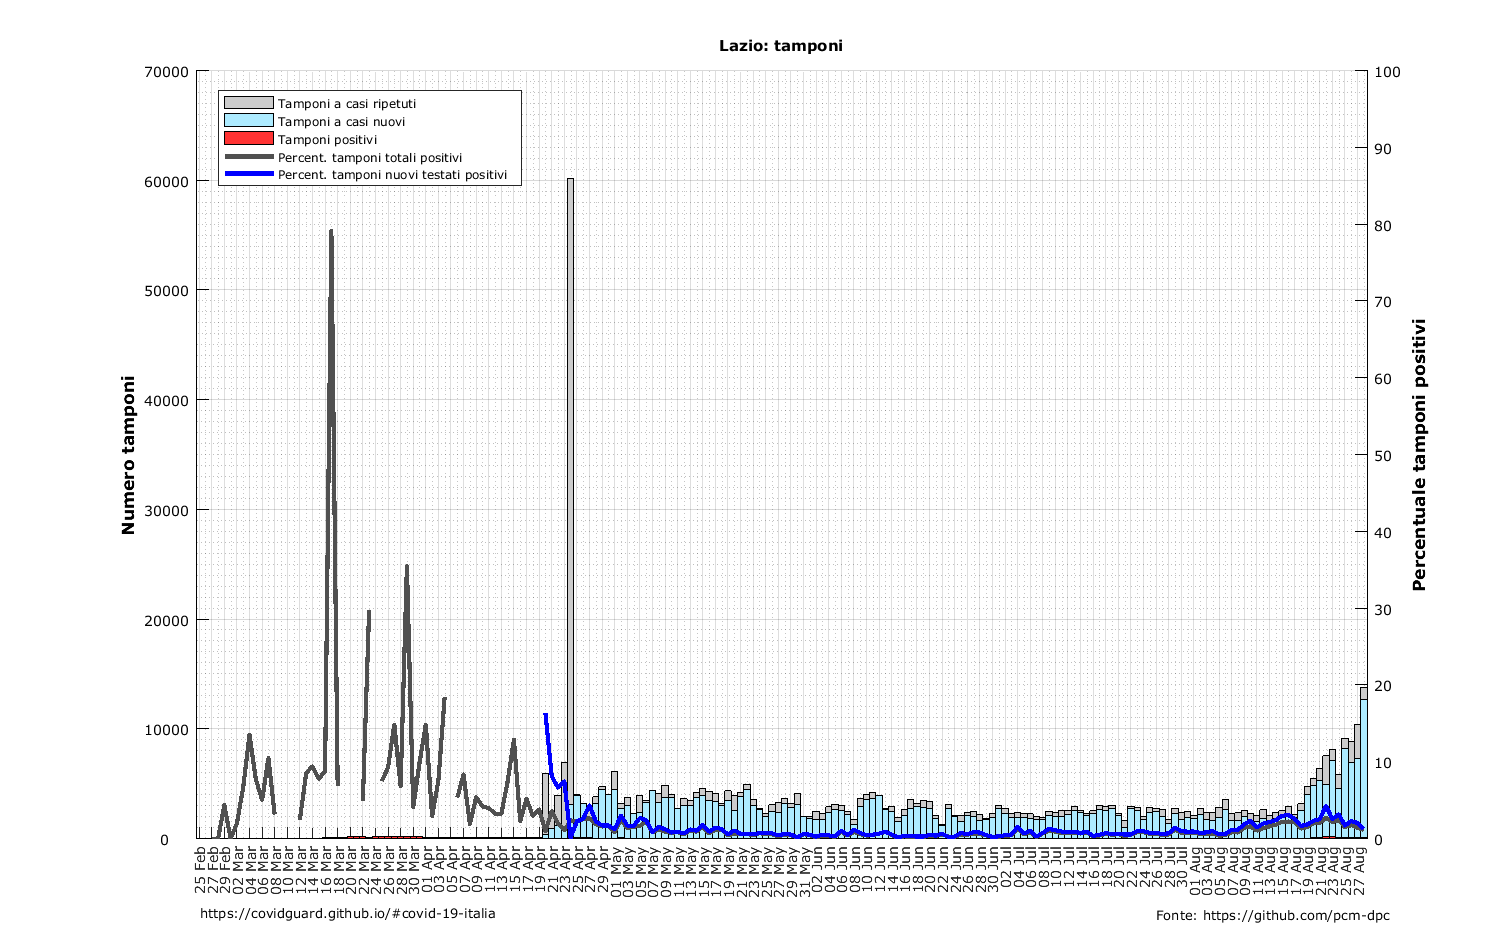 Lazio: tamponi
70000
60000
50000
40000
30000
20000
10000
0
Numero tamponi
Tamponi a casi ripetuti
Tamponi a casi nuovi
Tamponi positivi
Percent. tamponi totali positivi
Percent. tamponi nuovi testati positivi
100
90
80
70
60
50
40
30
20
10
0
Percentuale tamponi positivi
25 Feb
27 Feb
29 Feb
02 Mar
04 Mar
06 Mar
08 Mar
10 Mar
12 Mar
14 Mar
16 Mar
18 Mar
20 Mar
22 Mar
24 Mar
26 Mar
28 Mar
30 Mar
01 Apr
03 Apr
05 Apr
07 Apr
09 Apr
11 Apr
13 Apr
15 Apr
17 Apr
19 Apr
21 Apr
23 Apr
25 Apr
27 Apr
29 Apr
01 May
03 May
05 May
07 May
09 May
11 May
13 May
15 May
17 May
19 May
21 May
23 May
25 May
27 May
29 May
31 May
02 Jun
04 Jun
06 Jun
08 Jun
10 Jun
12 Jun
14 Jun
16 Jun
18 Jun
20 Jun
22 Jun
24 Jun
26 Jun
28 Jun
30 Jun
02 Jul
04 Jul
06 Jul
08 Jul
10 Jul
12 Jul
14 Jul
16 Jul
18 Jul
20 Jul
22 Jul
24 Jul
26 Jul
28 Jul
30 Jul
01 Aug
03 Aug
05 Aug
07 Aug
09 Aug
11 Aug
13 Aug
15 Aug
17 Aug
19 Aug
21 Aug
23 Aug
25 Aug
27 Aug
https://covidguard.github.io/#covid-19-italia
Fonte: https://github.com/pcm-dpc